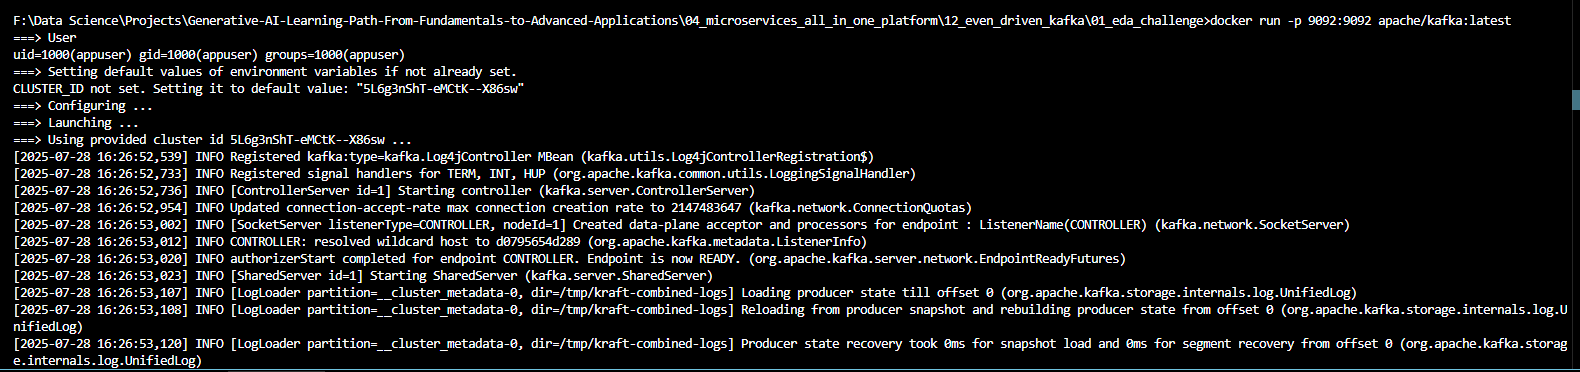 F:\Data Science\Projects\Generative-AI-Learning-Path-From-Fundamentals-to-Advanced-Applications\04_microservices_all_in_one_platform\12_even_driven_kafka\01_eda_challenge>docker run -p 9092:9092 apache/kafka:latest
===> User
uid=1000(appuser) gid=1000(appuser) groups=1000(appuser)
===> Setting default values of environment variables if not already set.
CLUSTER_ID not set. Setting it to default value: "5L6g3nShT-eMCtK--X86sw"
===> Configuring ...
===> Launching ...
===> Using provided cluster id 5L6g3nShT-eMCtK--X86sw ...
[2025-07-28 16:26:52,539] INFO Registered kafka:type=kafka.Log4jController MBean (kafka.utils.Log4jControllerRegistration$)
[2025-07-28 16:26:52,733] INFO Registered signal handlers for TERM, INT, HUP (org.apache.kafka.common.utils.LoggingSignalHandler)
[2025-07-28 16:26:52,736] INFO [ControllerServer id=1] Starting controller (kafka.server.ControllerServer)
[2025-07-28 16:26:52,954] INFO Updated connection-accept-rate max connection creation rate to 2147483647 (kafka.network.ConnectionQuotas)
[2025-07-28 16:26:53,002] INFO [SocketServer listenerType=CONTROLLER, nodeId=1] Created data-plane acceptor and processors for endpoint : ListenerName(CONTROLLER) (kafka.network.SocketServer)
[2025-07-28 16:26:53,012] INFO CONTROLLER: resolved wildcard host to d0795654d289 (org.apache.kafka.metadata.ListenerInfo)
[2025-07-28 16:26:53,020] INFO authorizerStart completed for endpoint CONTROLLER. Endpoint is now READY. (org.apache.kafka.server.network.EndpointReadyFutures)
[2025-07-28 16:26:53,023] INFO [SharedServer id=1] Starting SharedServer (kafka.server.SharedServer)
[2025-07-28 16:26:53,107] INFO [LogLoader partition=__cluster_metadata-0, dir=/tmp/kraft-combined-logs] Loading producer state till offset 0 (org.apache.kafka.storage.internals.log.UnifiedLog)
[2025-07-28 16:26:53,108] INFO [LogLoader partition=__cluster_metadata-0, dir=/tmp/kraft-combined-logs] Reloading from producer snapshot and rebuilding producer state from offset 0 (org.apache.kafka.storage.internals.log.U
nifiedLog)
[2025-07-28 16:26:53,120] INFO [LogLoader partition=__cluster_metadata-0, dir=/tmp/kraft-combined-logs] Producer state recovery took 0ms for snapshot load and 0ms for segment recovery from offset 0 (org.apache.kafka.storag
e.internals.log.UnifiedLog)